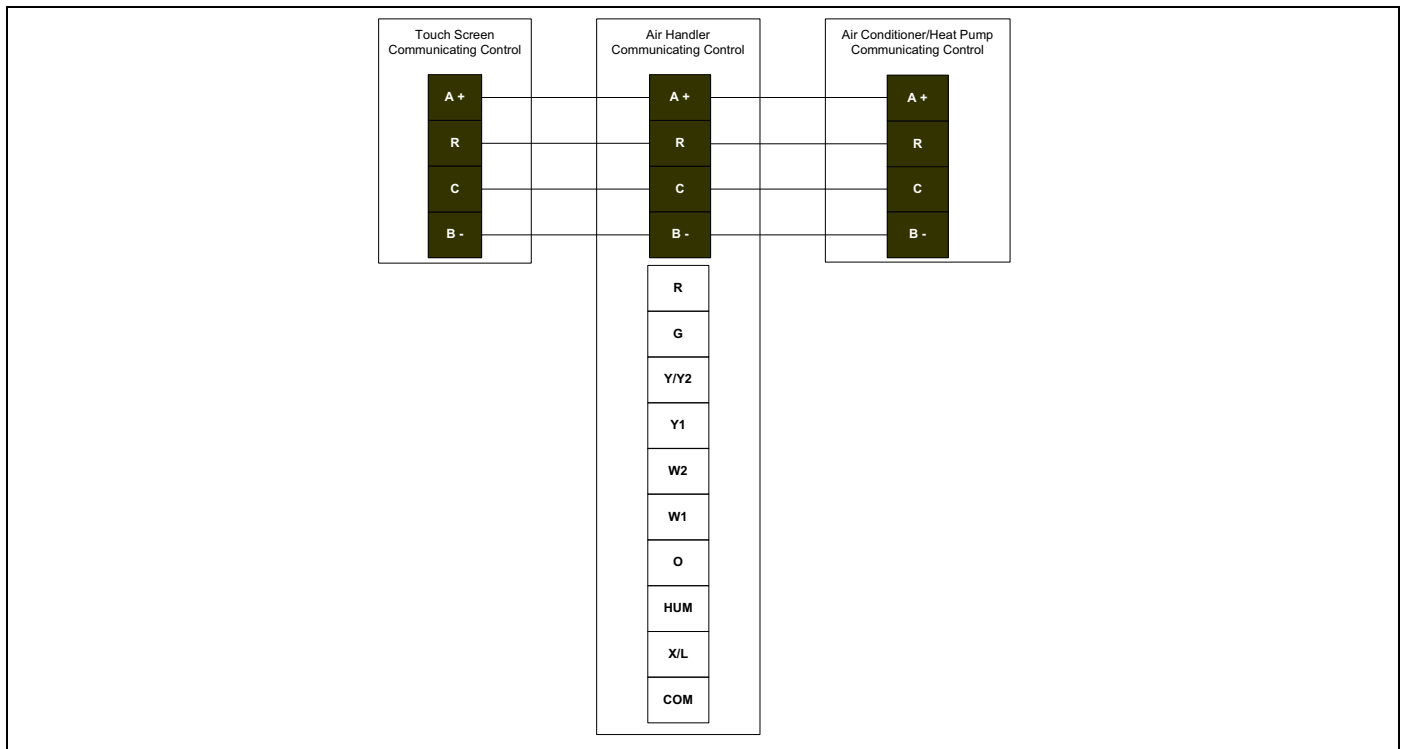 Touch Screen
Communicating Control
Air Handler
Communicating Control
Air Conditioner/Heat Pump
Communicating Control
A + A + A +
R R R
C C C
B - B - B -
R
G
Y/Y2
Y1
W2
W1
O
HUM
X/L
COM